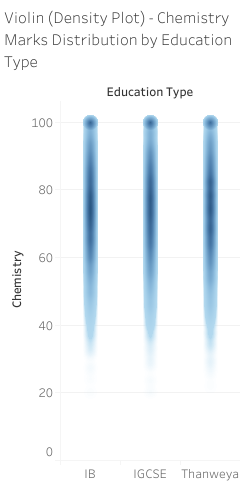 Violin (Density Plot) - Chemistry
Marks Distribution by Education
Type
Education Type
100
80
60
40
20
0
Chemistry
IB
IGCSE
Thanweya